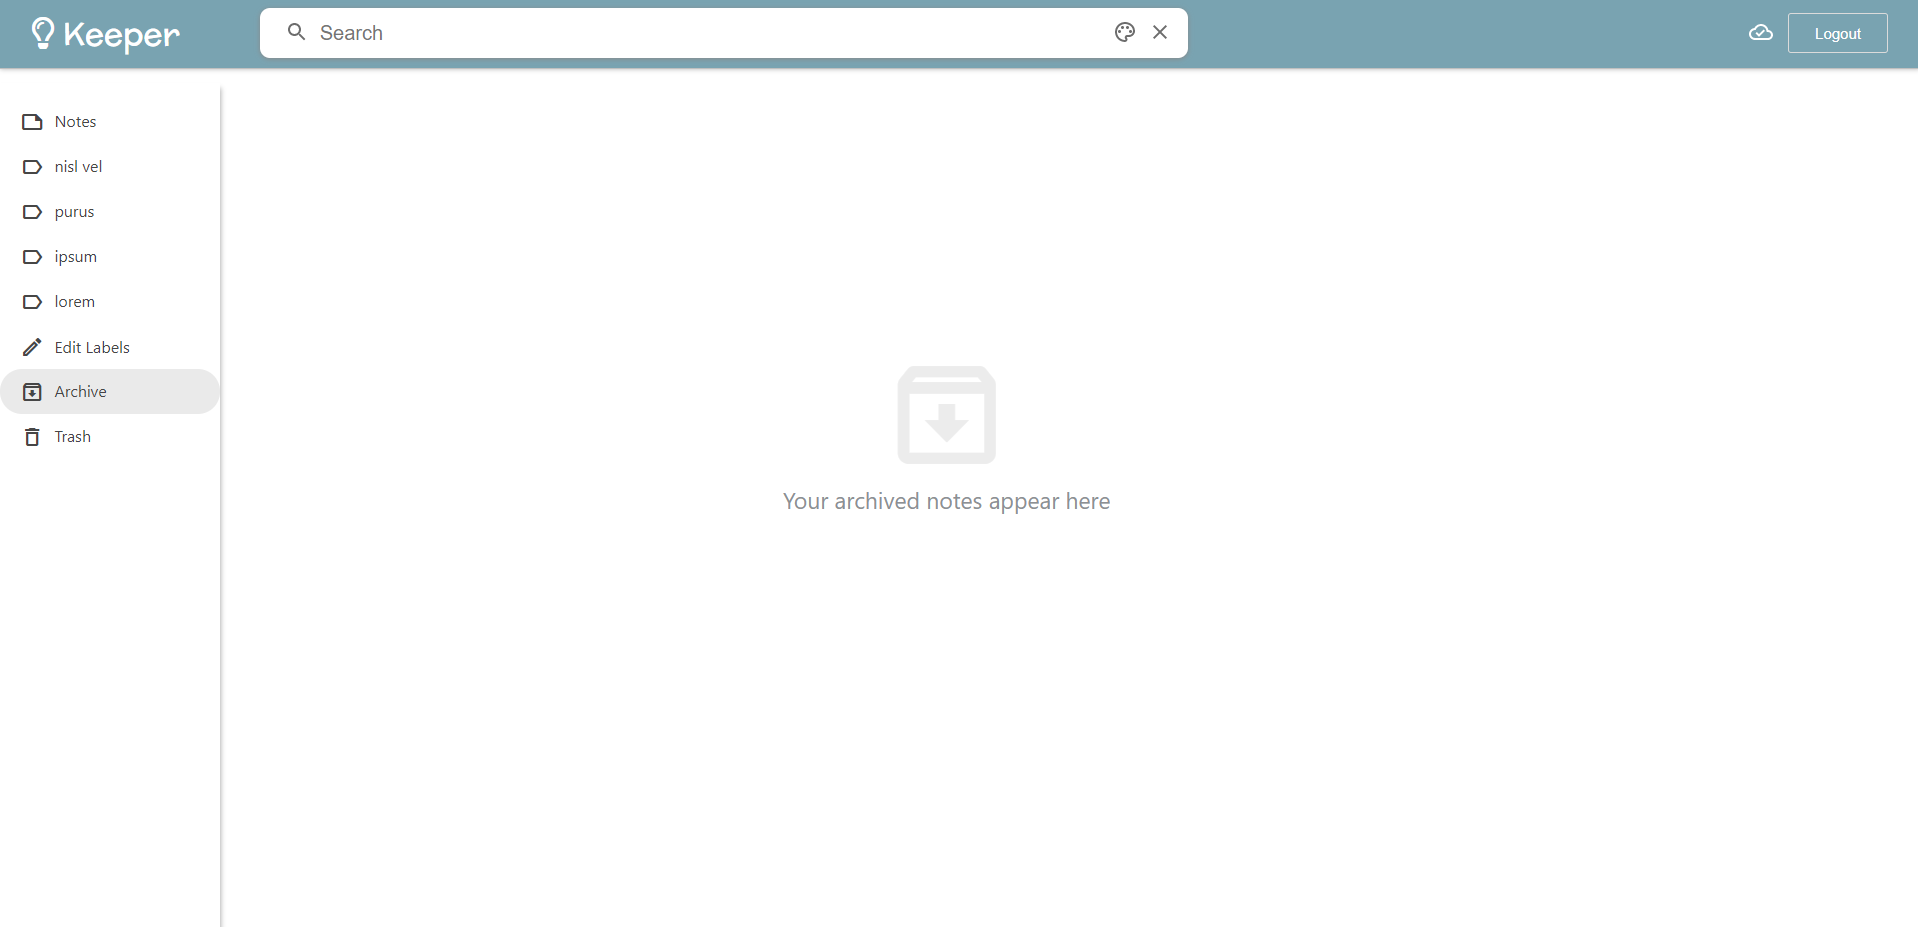 Keeper
Search
Logout
Notes
nisl vel
purus
ipsum
lorem
Edit Labels
Archive
Trash
Your archived notes appear here